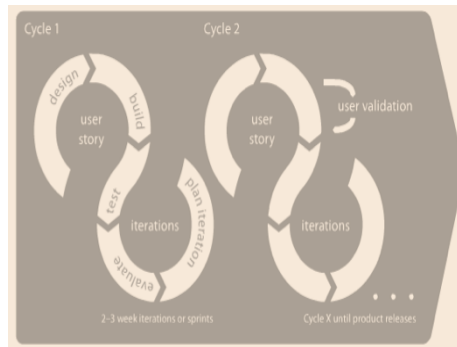 Cycle 1
Cycle 2
design
build
user
story
test
evaluate
iterations
plan iteration
2–3 week iterations or sprints
user
story
user validation
iterations
Cycle X until product releases